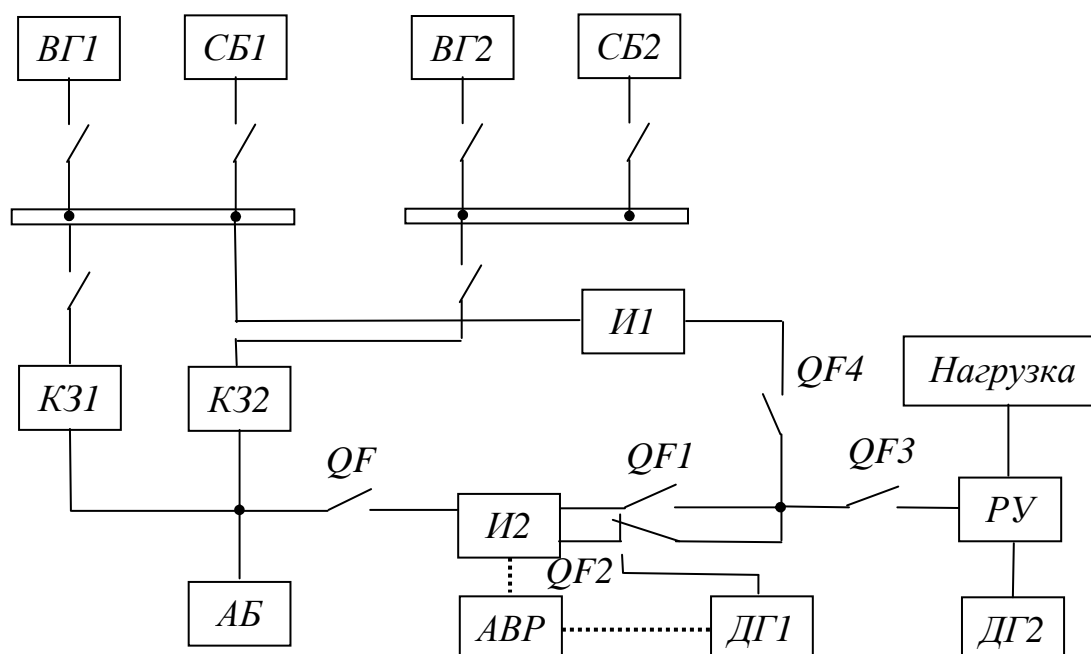 ВГ1
СБ1
ВГ2
СБ2
И1
QF4
Нагрузка
КЗ1
КЗ2
QF
QF1
QF3
И2
РУ
QF2
АБ
АВР
ДГ1
ДГ2